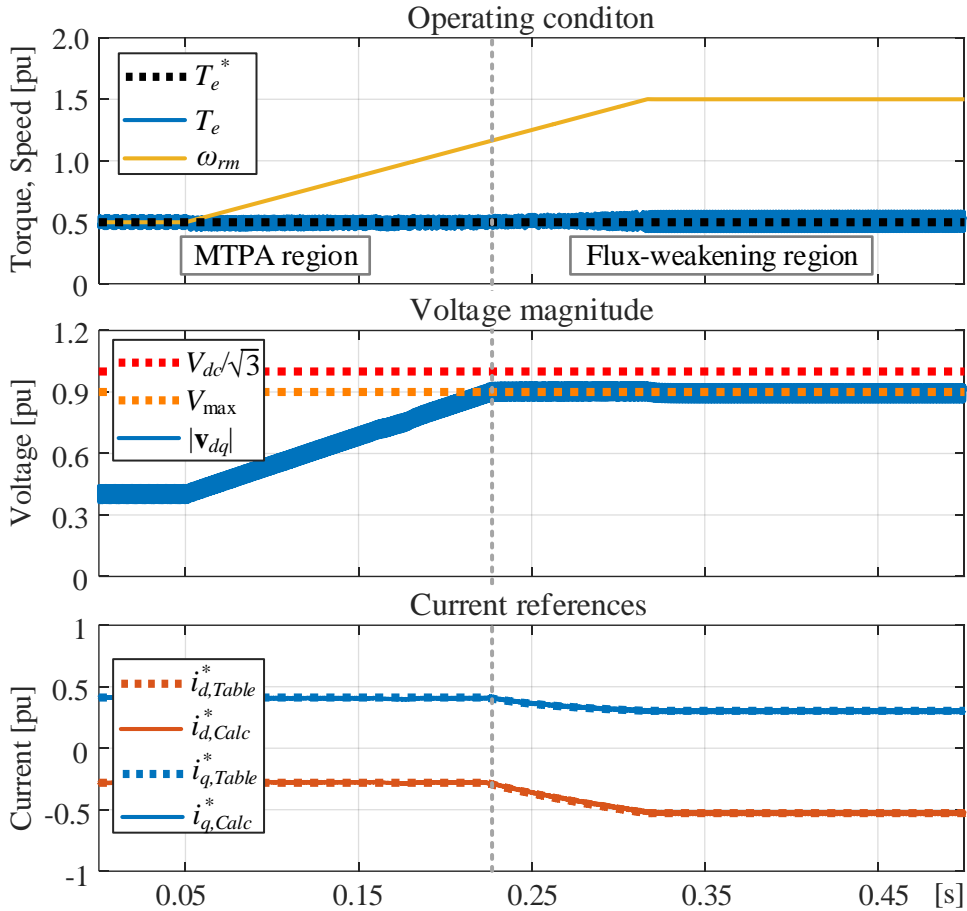 Operating conditon
Torque, Speed [pu]
2.0
1.5
1.0
0.5
0
T_e^*
T_e
ω_rm
MTPA region
Flux-weakening region
Voltage magnitude
Voltage [pu]
1.2
0.9
0.6
0.3
0
V_dc/√3
V_max
|v_dq|
Current references
Current [pu]
1
0.5
0
-0.5
-1
i^*_d,Table
i^*_d,Calc
i^*_q,Table
i^*_q,Calc
0.05 0.15 0.25 0.35 0.45 [s]